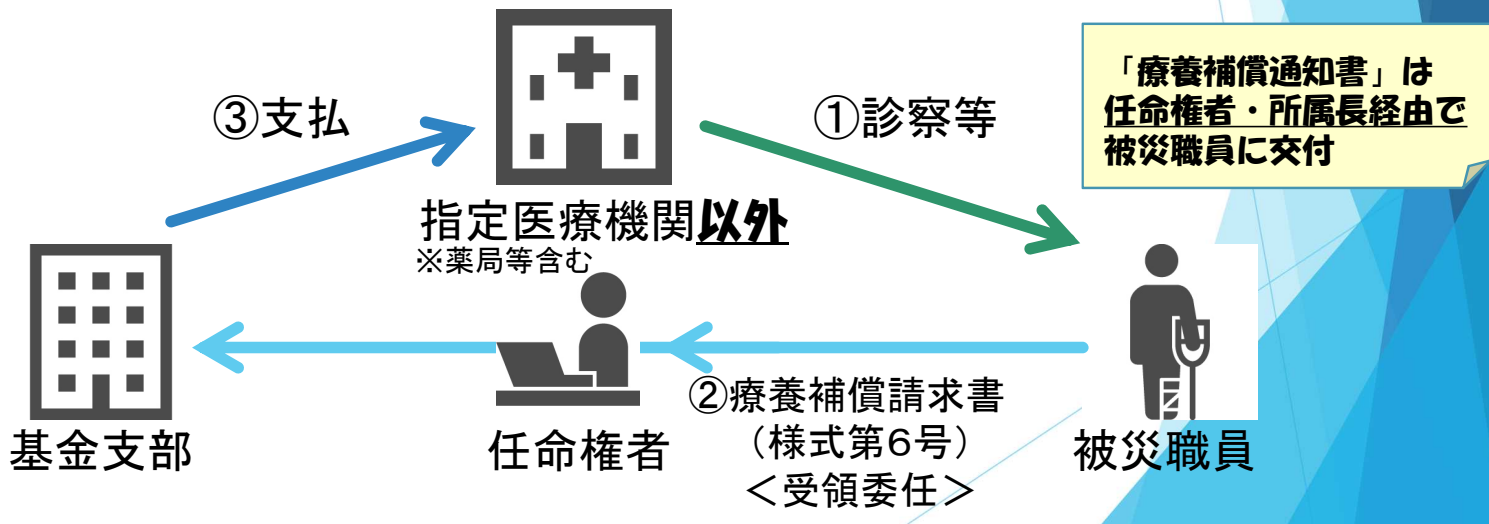 ③支払
①診察等
「療養補償通知書」は
任命権者・所属長経由で
被災職員に交付
指定医療機関以外
※薬局等含む
②療養補償請求書
（様式第６号）
＜受領委任＞
基金支部
任命権者
被災職員